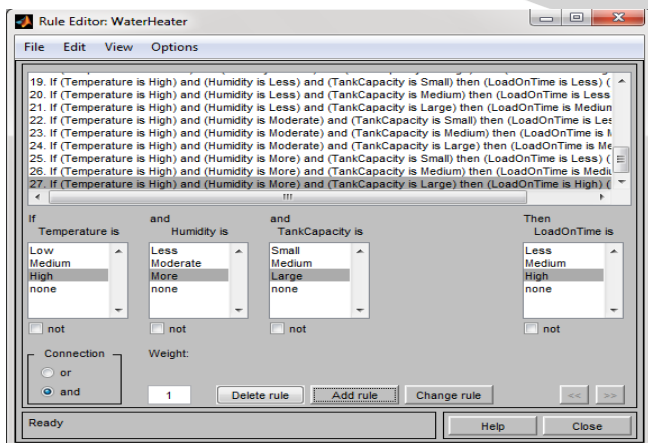 Rule Editor: WaterHeater
File Edit View Options
19. If (Temperature is High) and (Humidity is Less) and (TankCapacity is Small) then (LoadOnTime is Less) (
20. If (Temperature is High) and (Humidity is Less) and (TankCapacity is Medium) then (LoadOnTime is Less
21. If (Temperature is High) and (Humidity is Less) and (TankCapacity is Large) then (LoadOnTime is Medium
22. If (Temperature is High) and (Humidity is Moderate) and (TankCapacity is Small) then (LoadOnTime is Les
23. If (Temperature is High) and (Humidity is Moderate) and (TankCapacity is Medium) then (LoadOnTime is
24. If (Temperature is High) and (Humidity is Moderate) and (TankCapacity is Large) then (LoadOnTime is Me
25. If (Temperature is High) and (Humidity is More) and (TankCapacity is Small) then (LoadOnTime is Less) (
26. If (Temperature is High) and (Humidity is More) and (TankCapacity is Medium) then (LoadOnTime is
27. If (Temperature is High) and (Humidity is More) and (TankCapacity is Large) then (LoadOnTime is High) (
If and and Then
Temperature is Humidity is TankCapacity is LoadOnTime is
Low Less Small Less
Medium Moderate Medium Medium
High More Large High
none none none none
not not not not
Connection Weight:
or
and 1 Delete rule Add rule Change rule << >>
Ready Help Close